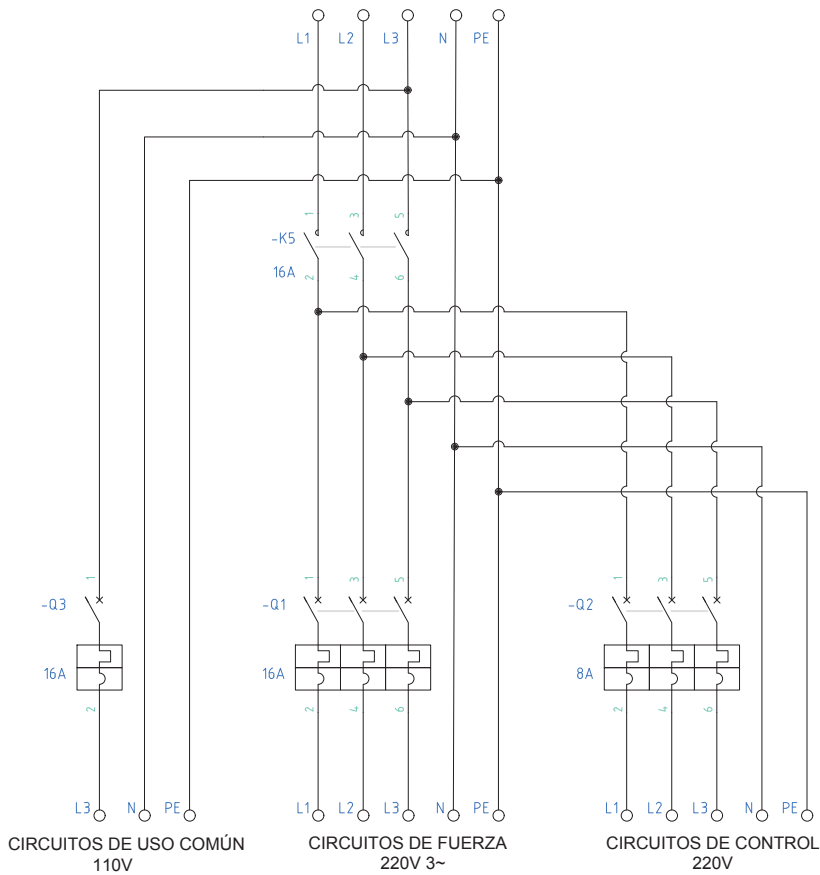 L1 L2 L3 N PE
1 3 5
-K5
16A
2 4 6
1 1 3 5 1 3 5
-Q3 -Q1 -Q2
16A 16A 8A
2 2 4 6 2 4 6
L3 N PE L1 L2 L3 N PE L1 L2 L3 N PE
CIRCUITOS DE USO COMÚN CIRCUITOS DE FUERZA CIRCUITOS DE CONTROL
110V 220V 3~ 220V